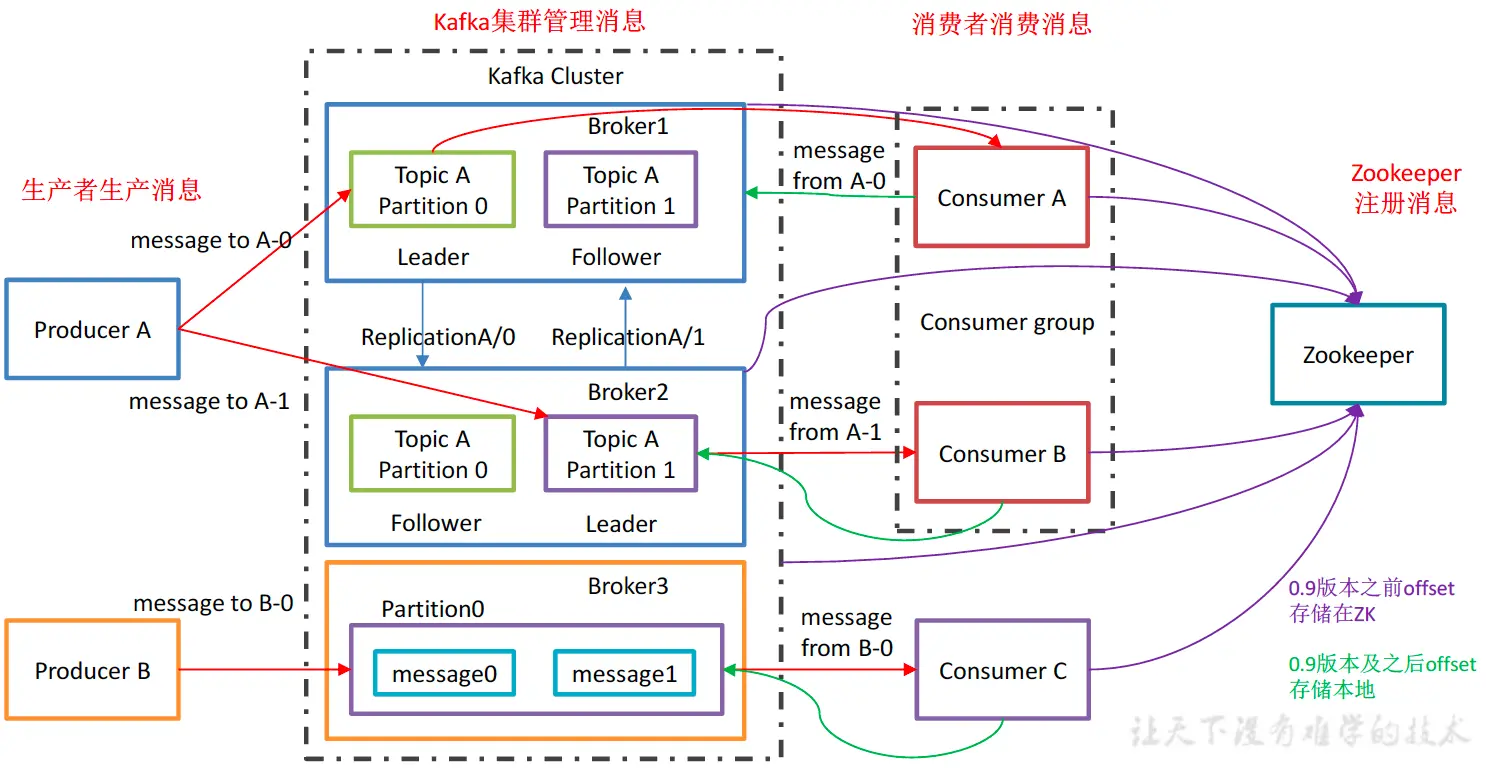 Kafka集群管理消息
消费者消费消息
Kafka Cluster
Broker1
Topic A
Partition 0
Topic A
Partition 1
Leader
Follower
message
from A-0
Consumer A
Zookeeper
注册消息
生产者生产消息
message to A-0
Producer A
ReplicationA/0
ReplicationA/1
Consumer group
Zookeeper
message to A-1
Broker2
Topic A
Partition 0
Topic A
Partition 1
Follower
Leader
message
from A-1
Consumer B
message to B-0
Broker3
Partition0
message0
message1
Producer B
message
from B-0
Consumer C
0.9版本之前offset
存储在ZK
0.9版本及之后offset
存储本地
让天下没有难学的技术